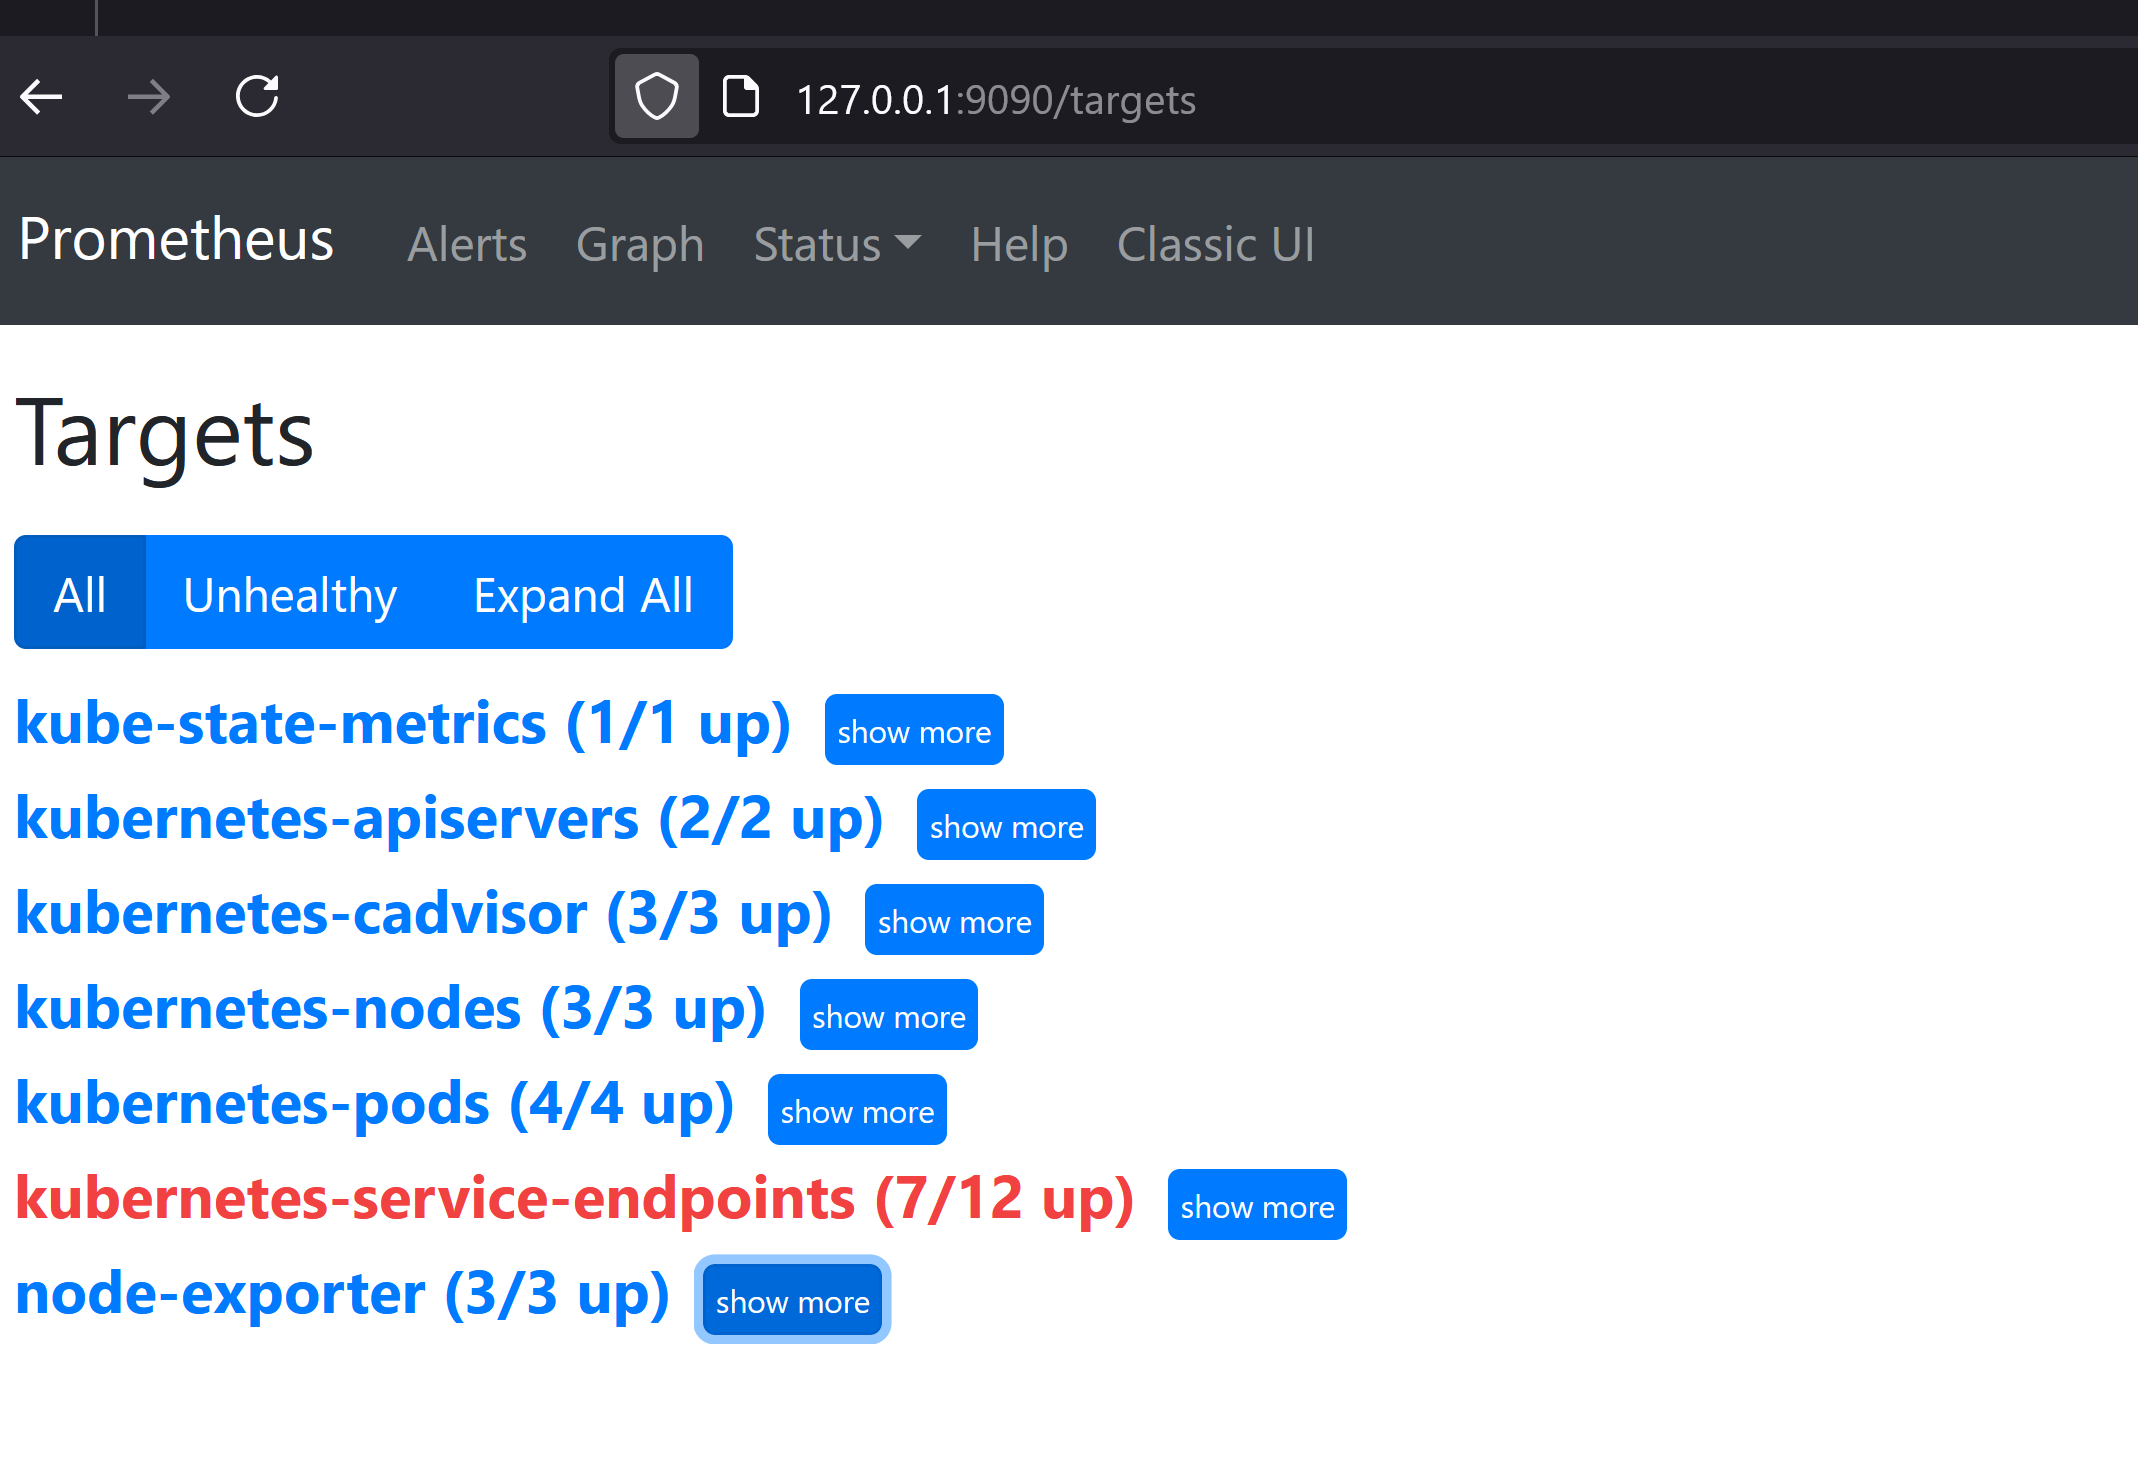 127.0.0.1:9090/targets
Prometheus Alerts Graph Status Help Classic UI
Targets
All Unhealthy Expand All
kube-state-metrics (1/1 up) show more
kubernetes-apiservers (2/2 up) show more
kubernetes-cadvisor (3/3 up) show more
kubernetes-nodes (3/3 up) show more
kubernetes-pods (4/4 up) show more
kubernetes-service-endpoints (7/12 up) show more
node-exporter (3/3 up) show more